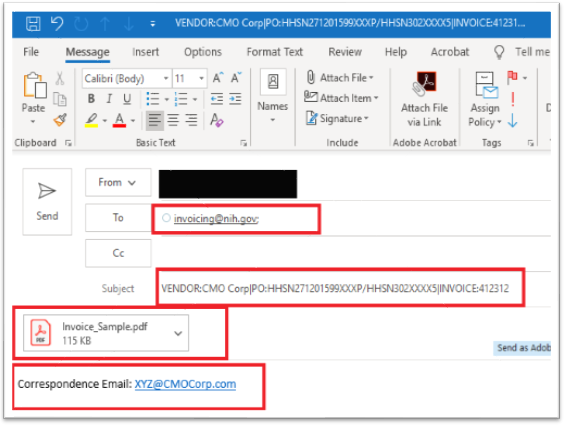 VENDOR:CMO Corp|PO:HHSN271201599XXXP/HHSN302XXXX5|INVOICE:41231...
File Message Insert Options Format Text Review Help Acrobat Tell me
Calibri (Body) 11 A A
Paste
B I U
A
Names
Attach File
Attach Item
Signature
Attach File
via Link
Assign
Policy
Clipboard Basic Text Include Adobe Acrobat Tags
From
Send
To invoicing@nih.gov;
Cc
Subject VENDOR:CMO Corp|PO:HHSN271201599XXXP/HHSN302XXXX5|INVOICE:412312
Invoice_Sample.pdf
PDF
115 KB
Send as Adob
Correspondence Email: XYZ@CMOCorp.com